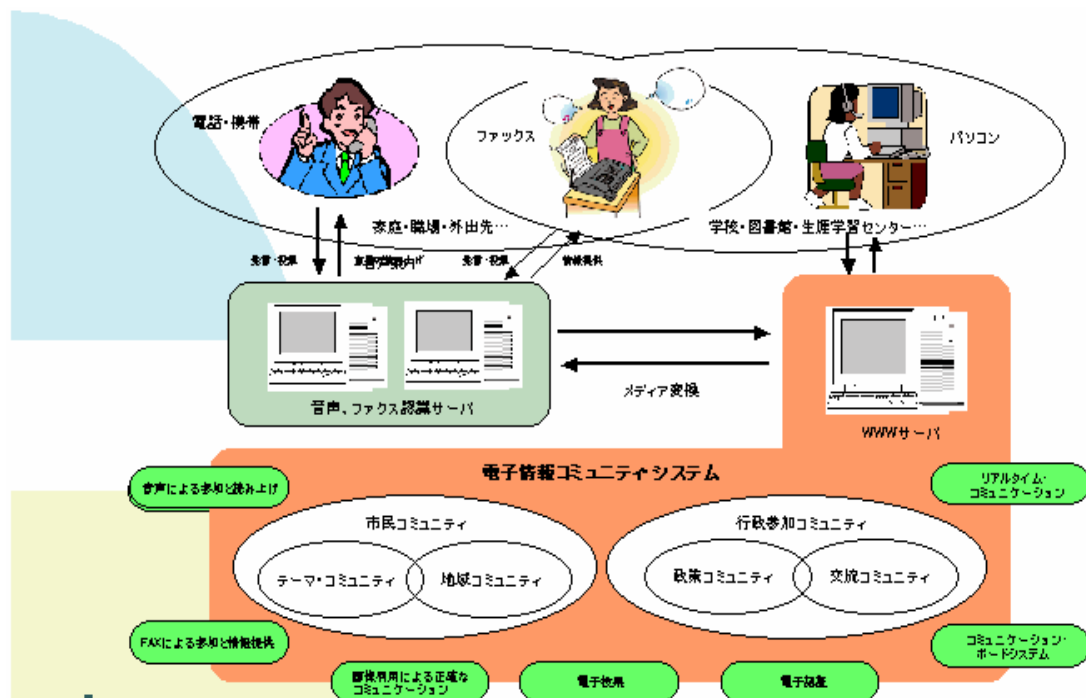 電話・携帯
ファックス
パソコン
家庭・職場・外出先…
学校・図書館・生涯学習センター…
発言・投票
発言・投票
情報提供
メディア変換
音声、ファクス認識サーバ
WWWサーバ
電子情報コミュニティ・システム
音声による参加と読み上げ
リアルタイム・
コミュニケーション
市民コミュニティ
行政参加コミュニティ
テーマ・コミュニティ
地域コミュニティ
政策コミュニティ
交流コミュニティ
FAXによる参加と情報提供
コミュニケーション・
ボードシステム
画像利用による正確な
コミュニケーション
電子投票
電子認証